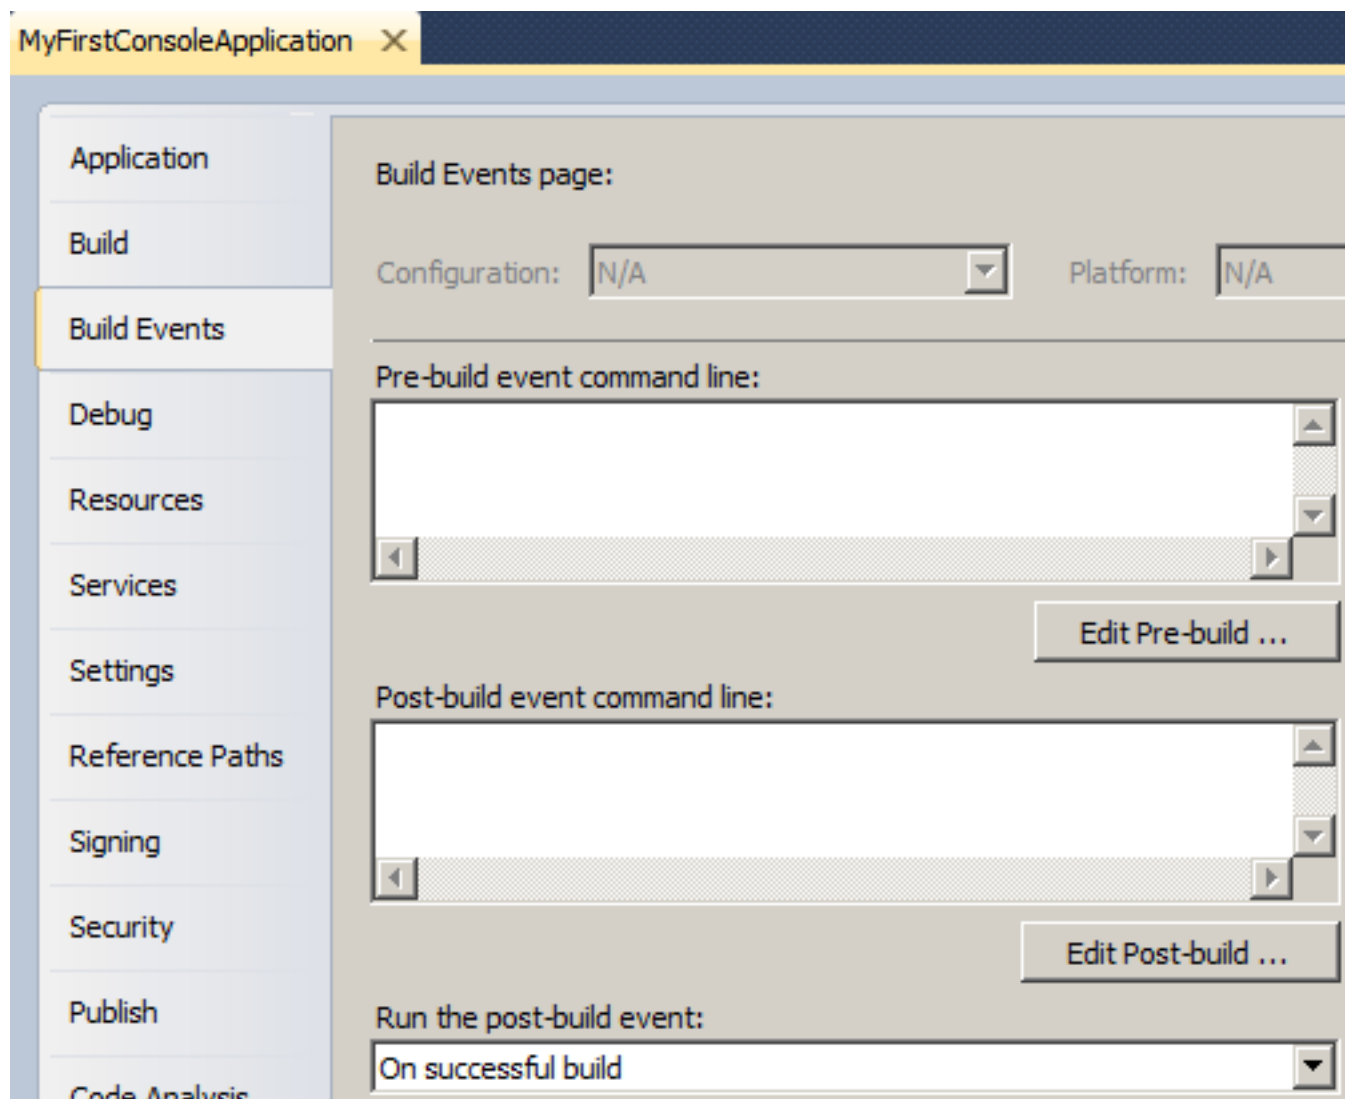 MyFirstConsoleApplication
Application
Build
Build Events
Debug
Resources
Services
Settings
Reference Paths
Signing
Security
Publish
Code Analysis
Build Events page:
Configuration: N/A Platform: N/A
Pre-build event command line:
Edit Pre-build ...
Post-build event command line:
Edit Post-build ...
Run the post-build event:
On successful build